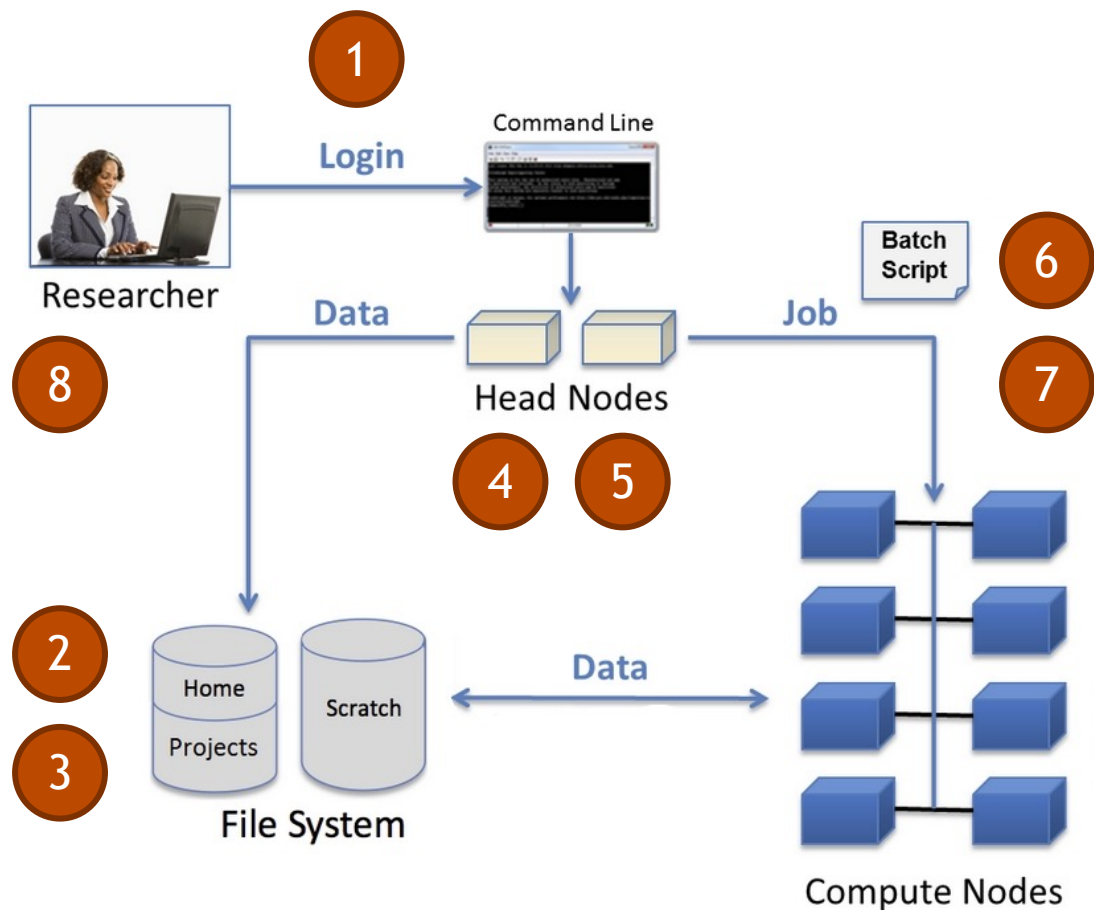 1
Command Line
Login
Batch
Script
6
Researcher
Data
Job
7
8
Head Nodes
4
5
2
Home
Projects
Scratch
Data
3
File System
Compute Nodes